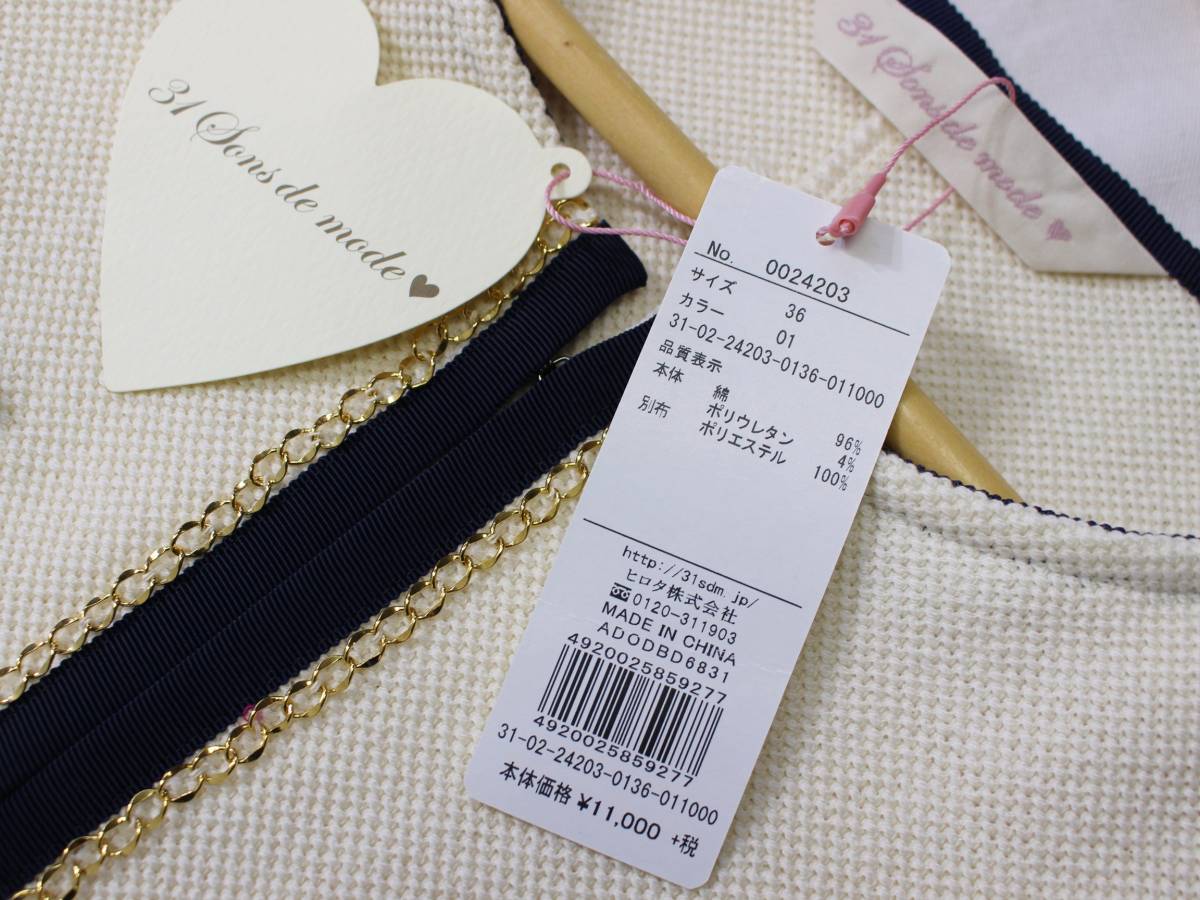 31 Sons de mode
31 Sons de mode
No. 0024203
サイズ 36
カラー 01
31-02-24203-0136-011000
品質表示
本体 綿 96%
ポリウレタン 4%
別布 ポリエステル 100%
http://31sdm.jp/
ヒロタ株式会社
0120-311903
MADE IN CHINA
ADODBD6831
4920025859277
4920025859277
31-02-24203-0136-011000
本体価格 ¥11,000 +税